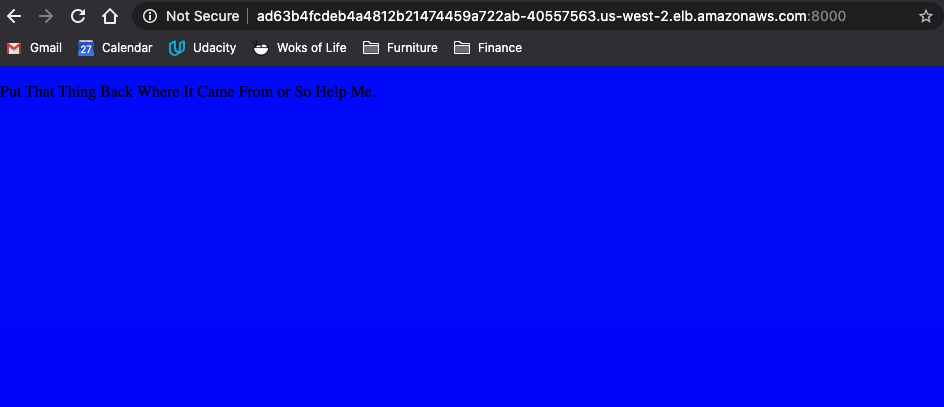 Not Secure ad63b4fcdeb4a4812b21474459a722ab-40557563.us-west-2.elb.amazonaws.com:8000
27 Gmail Calendar Udacity Woks of Life Furniture Finance
Put That Thing Back Where It Came From or So Help Me.